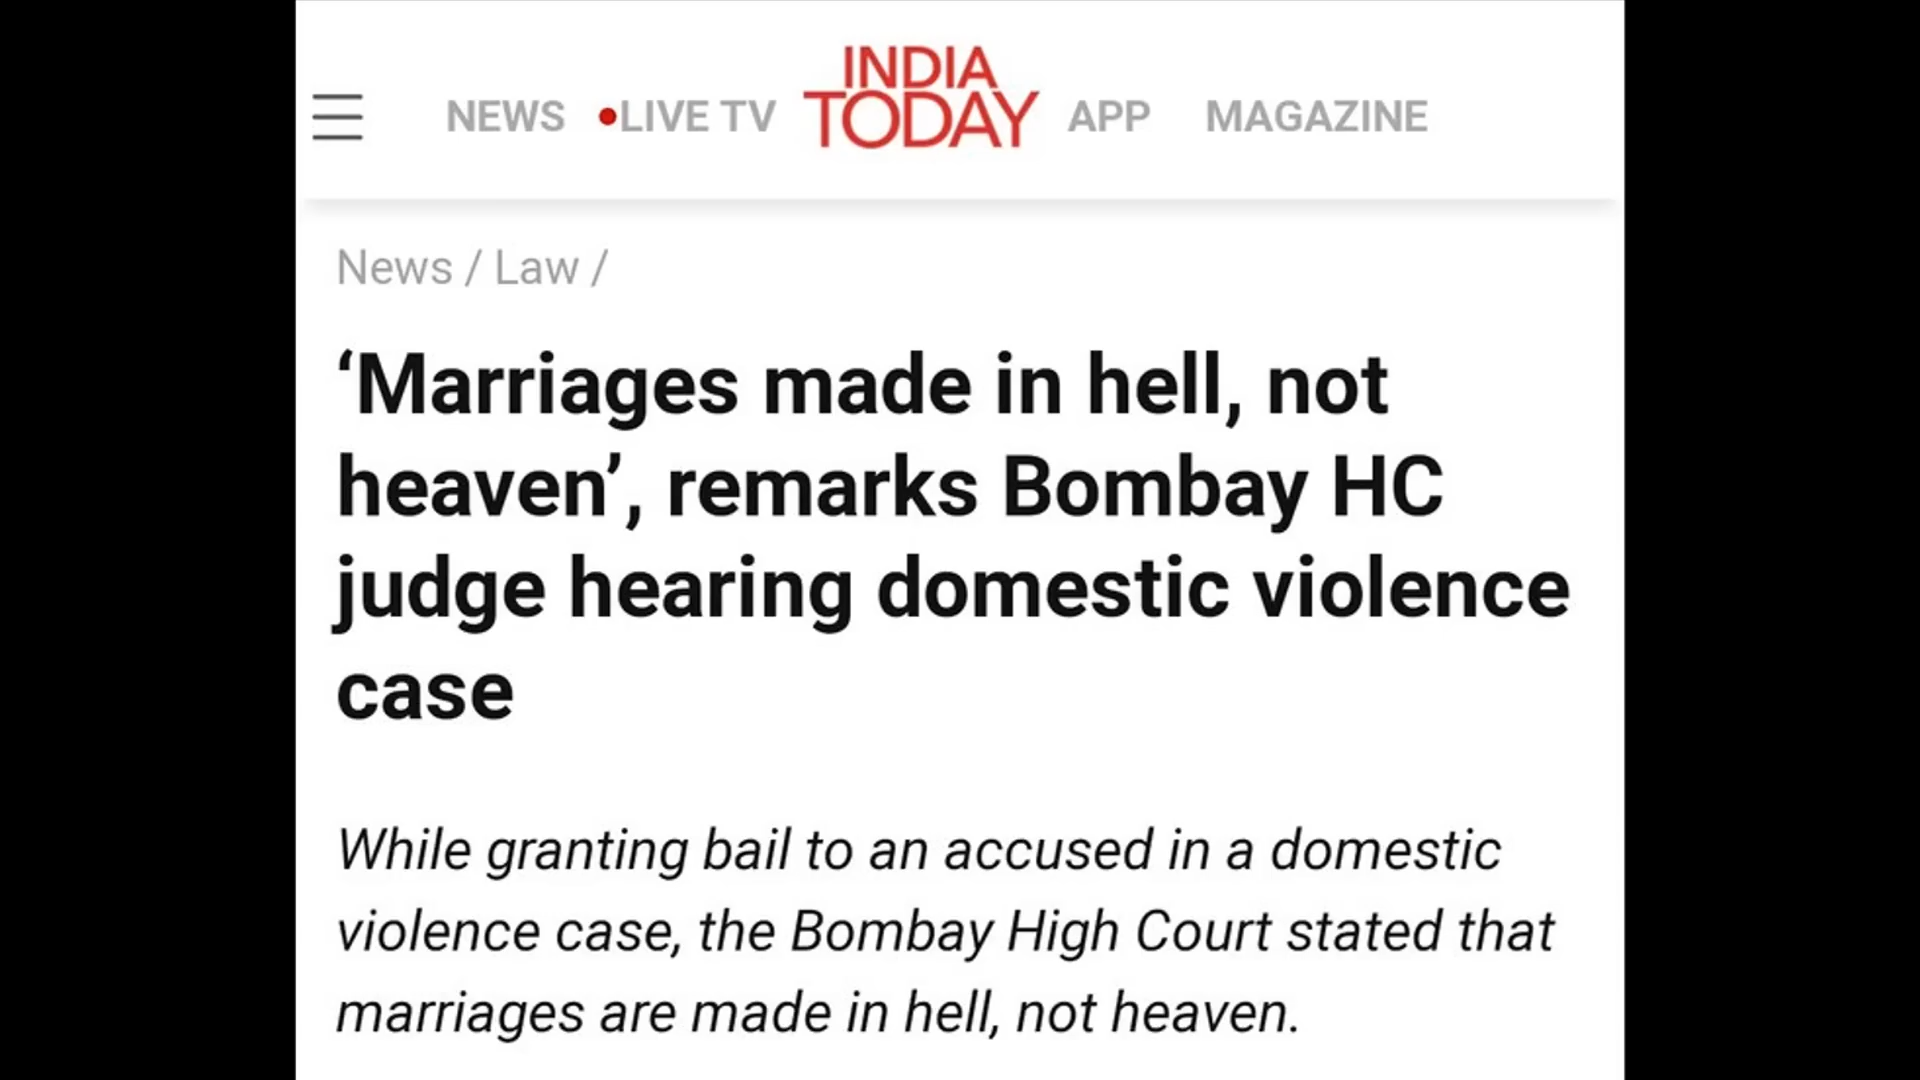 NEWS •LIVE TV INDIA TODAY APP MAGAZINE
News / Law /
‘Marriages made in hell, not
heaven’, remarks Bombay HC
judge hearing domestic violence
case
While granting bail to an accused in a domestic
violence case, the Bombay High Court stated that
marriages are made in hell, not heaven.